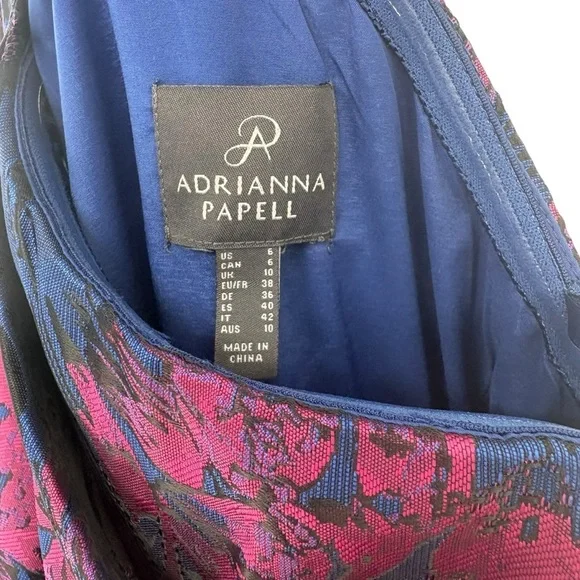 ADRIANNA
PAPELL
US 6
CAN 6
UK 10
EU/FR 38
DE 36
ES 40
IT 42
AUS 10
MADE IN
CHINA